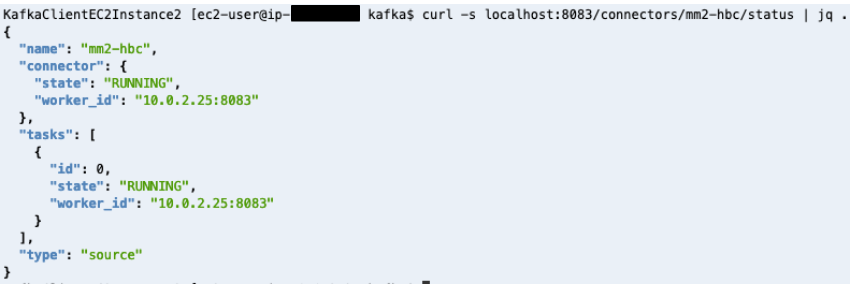 KafkaClientEC2Instance2 [ec2-user@ip- kafka$ curl -s localhost:8083/connectors/mm2-hbc/status | jq .
{
  "name": "mm2-hbc",
  "connector": {
    "state": "RUNNING",
    "worker_id": "10.0.2.25:8083"
  },
  "tasks": [
    {
      "id": 0,
      "state": "RUNNING",
      "worker_id": "10.0.2.25:8083"
    }
  ],
  "type": "source"
}